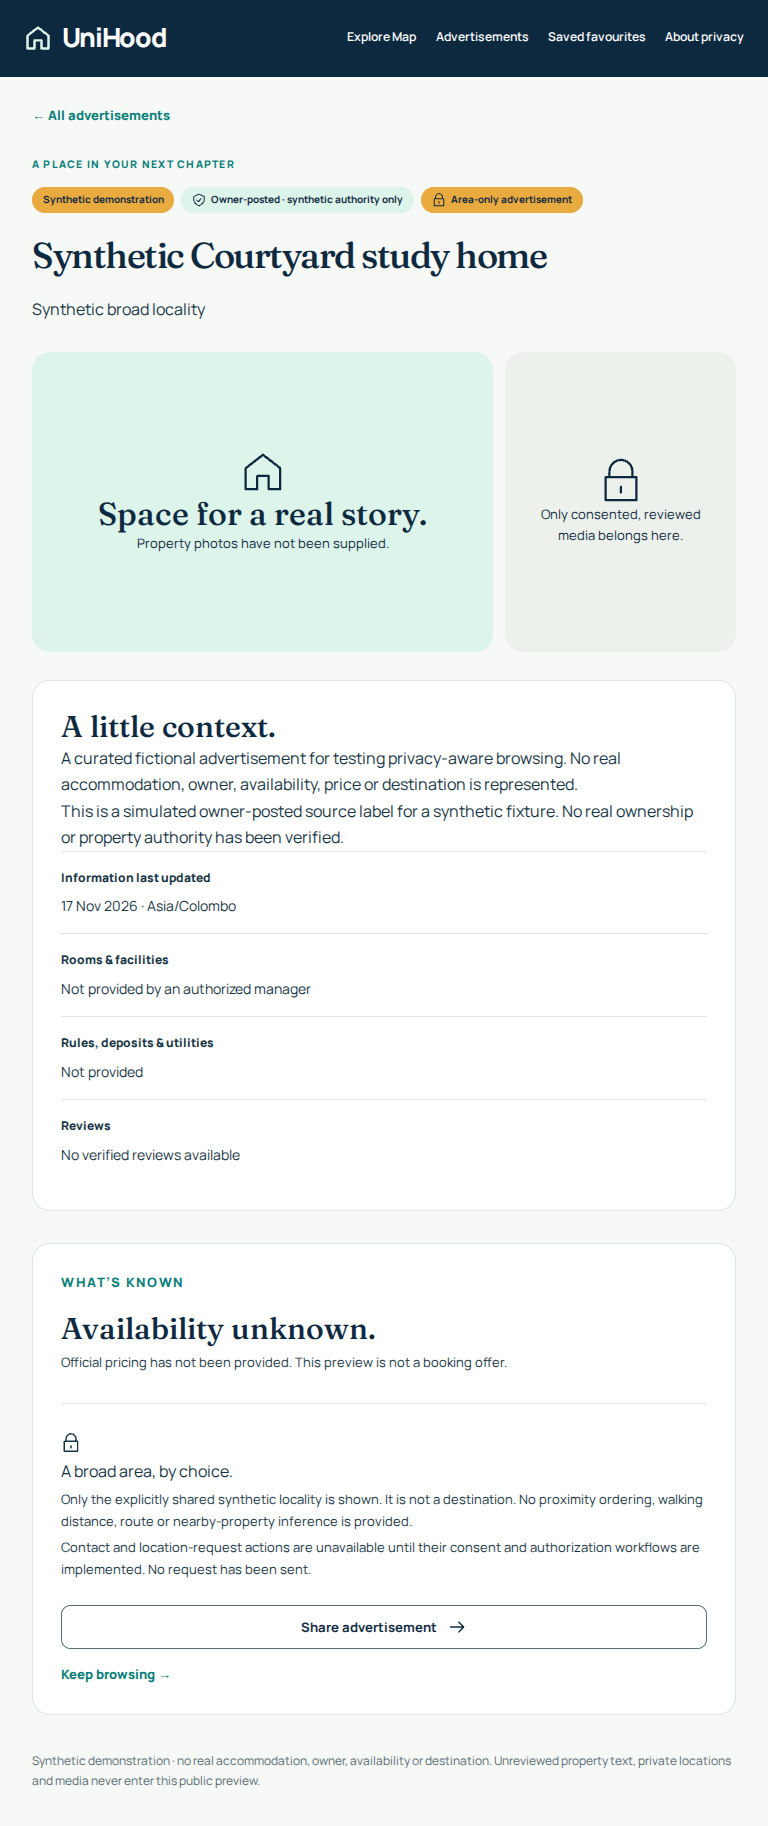 UniHood
Explore Map Advertisements Saved favourites About privacy
← All advertisements
A PLACE IN YOUR NEXT CHAPTER
Synthetic demonstration Owner-posted · synthetic authority only Area-only advertisement
Synthetic Courtyard study home
Synthetic broad locality
Space for a real story.
Property photos have not been supplied.
Only consented, reviewed
media belongs here.
A little context.
A curated fictional advertisement for testing privacy-aware browsing. No real
accommodation, owner, availability, price or destination is represented.
This is a simulated owner-posted source label for a synthetic fixture. No real ownership
or property authority has been verified.
Information last updated
17 Nov 2026 · Asia/Colombo
Rooms & facilities
Not provided by an authorized manager
Rules, deposits & utilities
Not provided
Reviews
No verified reviews available
WHAT'S KNOWN
Availability unknown.
Official pricing has not been provided. This preview is not a booking offer.
A broad area, by choice.
Only the explicitly shared synthetic locality is shown. It is not a destination. No proximity ordering, walking
distance, route or nearby-property inference is provided.
Contact and location-request actions are unavailable until their consent and authorization workflows are
implemented. No request has been sent.
Share advertisement →
Keep browsing →
Synthetic demonstration · no real accommodation, owner, availability or destination. Unreviewed property text, private locations
and media never enter this public preview.